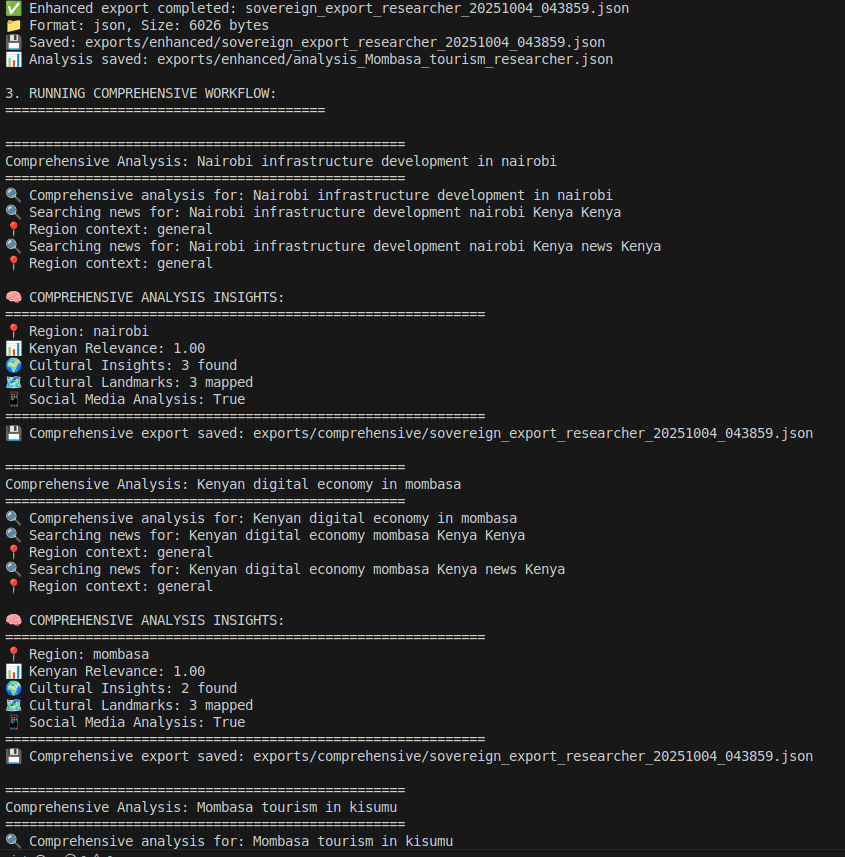 ✅ Enhanced export completed: sovereign_export_researcher_20251004_043859.json
📁 Format: json, Size: 6026 bytes
💾 Saved: exports/enhanced/sovereign_export_researcher_20251004_043859.json
📊 Analysis saved: exports/enhanced/analysis_Mombasa_tourism_researcher.json
3. RUNNING COMPREHENSIVE WORKFLOW:
========================================
==================================================
Comprehensive Analysis: Nairobi infrastructure development in nairobi
==================================================
🔍 Comprehensive analysis for: Nairobi infrastructure development in nairobi
🔍 Searching news for: Nairobi infrastructure development nairobi Kenya Kenya
📍 Region context: general
🔍 Searching news for: Nairobi infrastructure development nairobi Kenya news Kenya
📍 Region context: general
🧠 COMPREHENSIVE ANALYSIS INSIGHTS:
============================================================
📍 Region: nairobi
📊 Kenyan Relevance: 1.00
🌍 Cultural Insights: 3 found
🗺️ Cultural Landmarks: 3 mapped
📱 Social Media Analysis: True
============================================================
💾 Comprehensive export saved: exports/comprehensive/sovereign_export_researcher_20251004_043859.json
==================================================
Comprehensive Analysis: Kenyan digital economy in mombasa
==================================================
🔍 Comprehensive analysis for: Kenyan digital economy in mombasa
🔍 Searching news for: Kenyan digital economy mombasa Kenya Kenya
📍 Region context: general
🔍 Searching news for: Kenyan digital economy mombasa Kenya news Kenya
📍 Region context: general
🧠 COMPREHENSIVE ANALYSIS INSIGHTS:
============================================================
📍 Region: mombasa
📊 Kenyan Relevance: 1.00
🌍 Cultural Insights: 2 found
🗺️ Cultural Landmarks: 3 mapped
📱 Social Media Analysis: True
============================================================
💾 Comprehensive export saved: exports/comprehensive/sovereign_export_researcher_20251004_043859.json
==================================================
Comprehensive Analysis: Mombasa tourism in kisumu
==================================================
🔍 Comprehensive analysis for: Mombasa tourism in kisumu